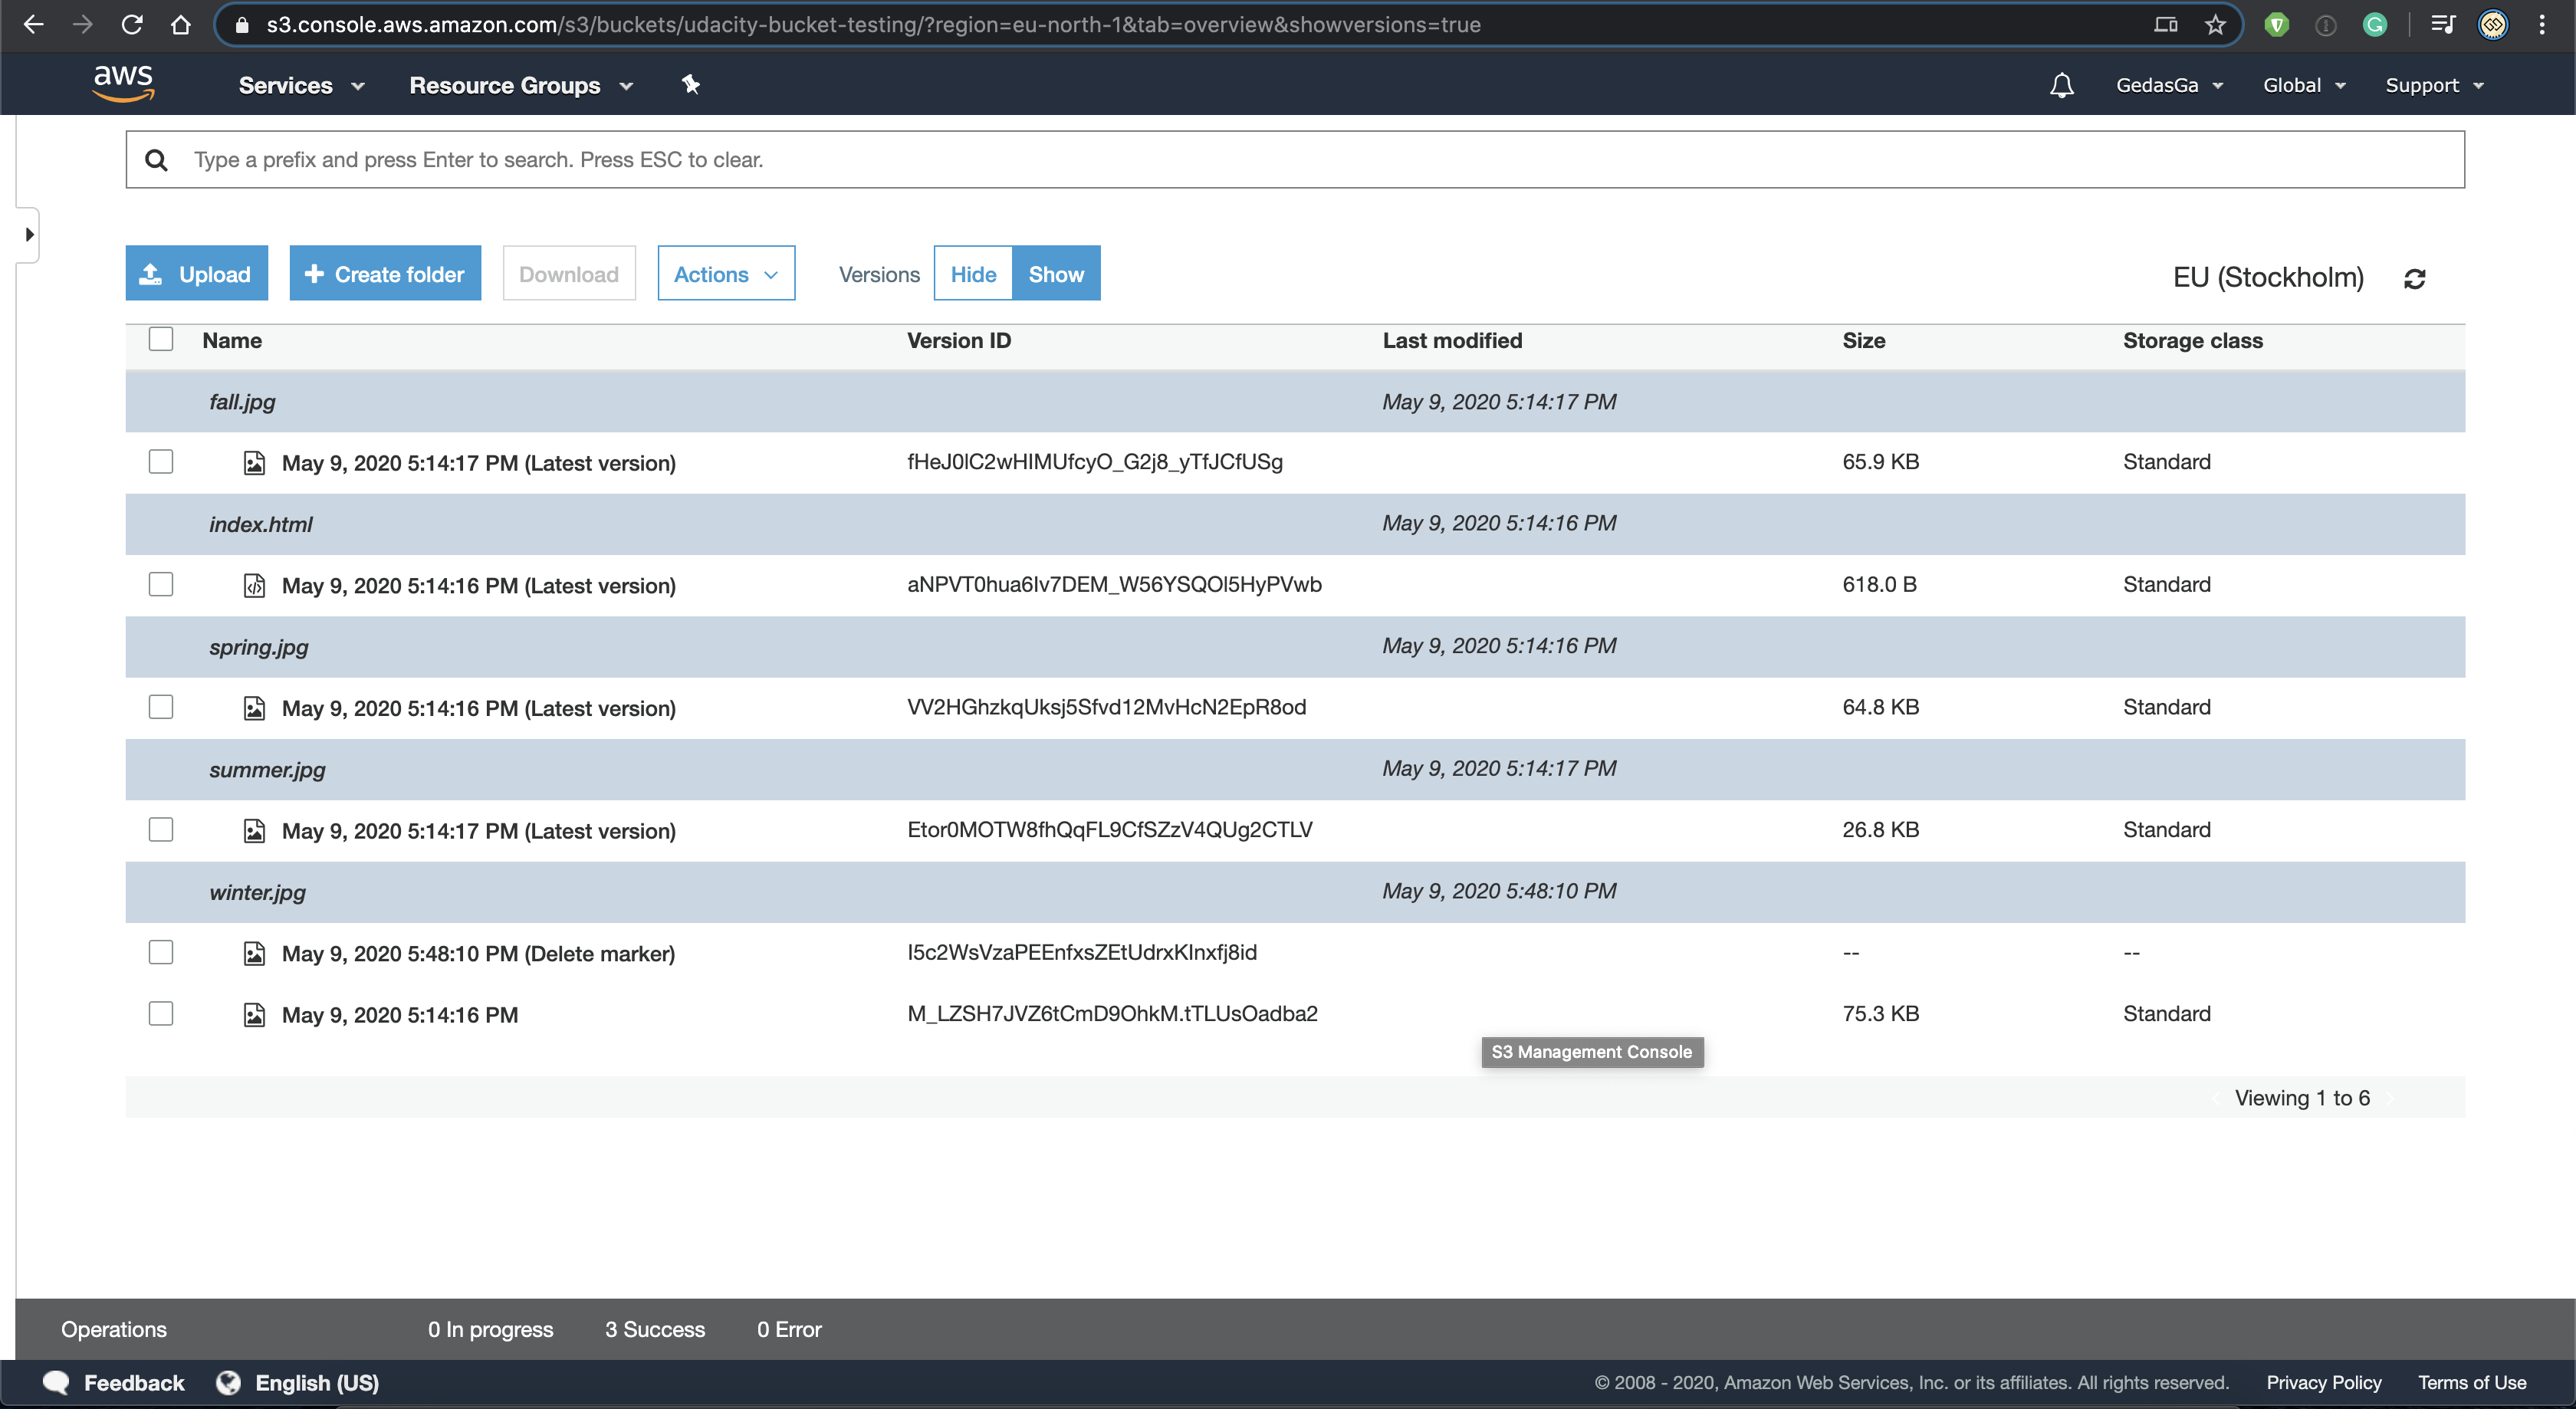 s3.console.aws.amazon.com/s3/buckets/udacity-bucket-testing/?region=eu-north-1&tab=overview&showversions=true
aws Services Resource Groups GedasGa Global Support
Type a prefix and press Enter to search. Press ESC to clear.
Upload Create folder Download Actions Versions Hide Show EU (Stockholm)
Name Version ID Last modified Size Storage class
fall.jpg May 9, 2020 5:14:17 PM
May 9, 2020 5:14:17 PM (Latest version) fHeJ0lC2wHIMUfcyO_G2j8_yTfJCfUSg 65.9 KB Standard
index.html May 9, 2020 5:14:16 PM
May 9, 2020 5:14:16 PM (Latest version) aNPVT0hua6Iv7DEM_W56YSQOl5HyPVwb 618.0 B Standard
spring.jpg May 9, 2020 5:14:16 PM
May 9, 2020 5:14:16 PM (Latest version) VV2HGhzkqUksj5Sfvd12MvHcN2EpR8od 64.8 KB Standard
summer.jpg May 9, 2020 5:14:17 PM
May 9, 2020 5:14:17 PM (Latest version) Etor0MOTW8fhQqFL9CfSZzV4QUg2CTLV 26.8 KB Standard
winter.jpg May 9, 2020 5:48:10 PM
May 9, 2020 5:48:10 PM (Delete marker) I5c2WsVzaPEEnfxsZEtUdrxKInxfj8id -- --
May 9, 2020 5:14:16 PM M_LZSH7JVZ6tCmD9OhkM.tTLUsOadba2 75.3 KB Standard
S3 Management Console
Viewing 1 to 6
Operations 0 In progress 3 Success 0 Error
Feedback English (US) © 2008 - 2020, Amazon Web Services, Inc. or its affiliates. All rights reserved. Privacy Policy Terms of Use